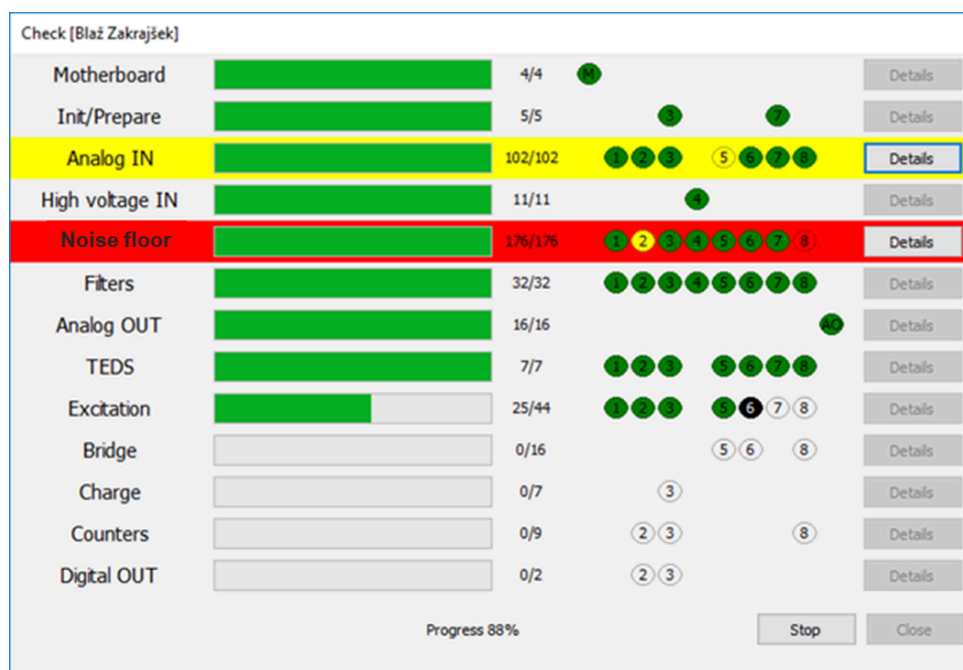 Check [Blaž Zakrajšek]
Motherboard 4/4 M Details
Init/Prepare 5/5 3 7 Details
Analog IN 102/102 1 2 3 5 6 7 8 Details
High voltage IN 11/11 4 Details
Noise floor 176/176 1 2 3 4 5 6 7 8 Details
Filters 32/32 1 2 3 4 5 6 7 8 Details
Analog OUT 16/16 AO Details
TEDS 7/7 1 2 3 5 6 7 8 Details
Excitation 25/44 1 2 3 5 6 7 8 Details
Bridge 0/16 5 6 8 Details
Charge 0/7 3 Details
Counters 0/9 2 3 8 Details
Digital OUT 0/2 2 3 Details
Progress 88% Stop Close